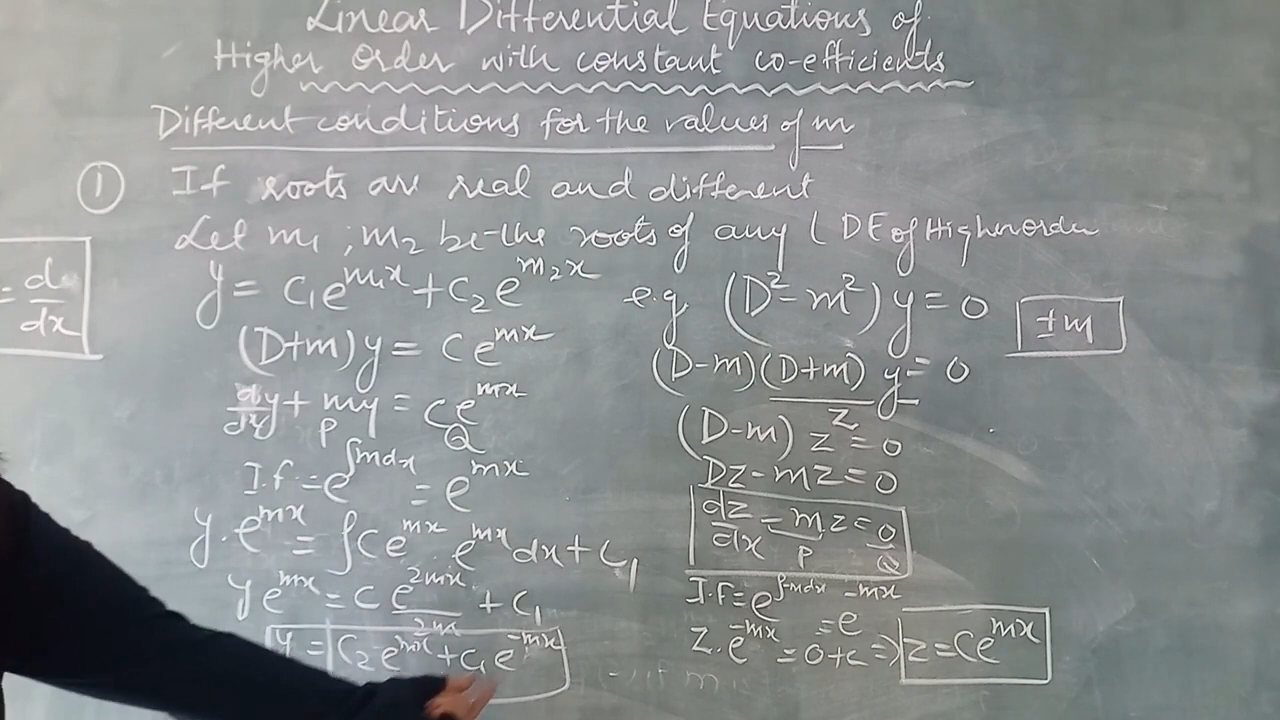 Linear Differential Equations of
Higher Order with constant co-efficients
Different conditions for the values of m
① If roots are real and different
Let m₁, m₂ be the roots of any LDE of Higher order
= d/dx
y = c₁e^{m₁x} + c₂e^{m₂x}
(D+m)y = ce^{mx}
dy/dx + my = ce^{mx}
P Q
I.f = e^{∫mdx} = e^{mx}
y.e^{mx} = ∫ce^{mx}.e^{mx}dx + c₁
ye^{mx} = c e^{2mx}/2m + c₁
y = c₂e^{mx} + c₁e^{-mx}
e.g. (D²-m²)y = 0
±m
(D-m)(D+m)y = 0
z
(D-m)z = 0
Dz - mz = 0
dz/dx - mz = 0
P Q
I.F = e^{∫-mdx} = e^{-mx}
z.e^{-mx} = 0+c => z = ce^{mx}